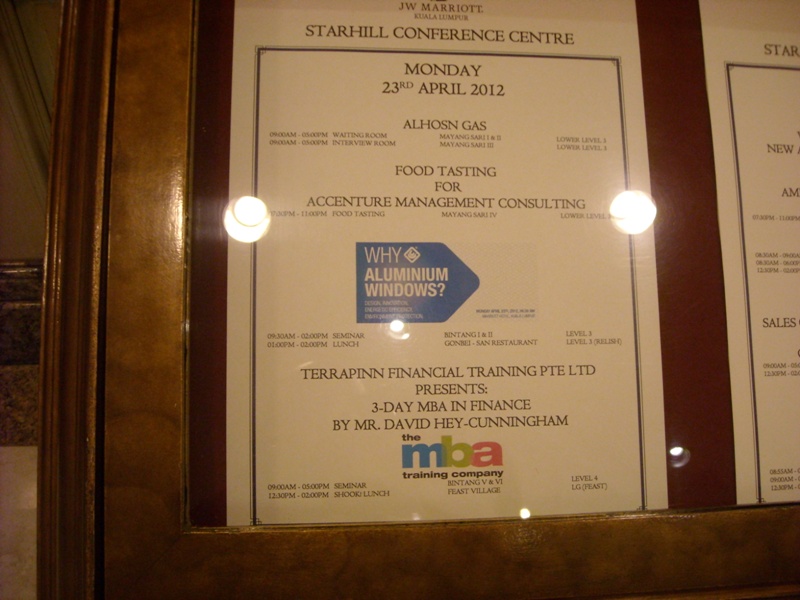 JW MARRIOTT.
KUALA LUMPUR
STARHILL CONFERENCE CENTRE
MONDAY
23RD APRIL 2012
ALHOSN GAS
09:00AM - 05:00PM WAITING ROOM MAYANG SARI I & II LOWER LEVEL 3
09:00AM - 05:00PM INTERVIEW ROOM MAYANG SARI III LOWER LEVEL 3
FOOD TASTING
FOR
ACCENTURE MANAGEMENT CONSULTING
- 11:00PM FOOD TASTING MAYANG SARI IV LOWER LEVEL
WHY
ALUMINIUM
WINDOWS?
09:30AM - 02:00PM SEMINAR BINTANG I & II LEVEL 3
01:00PM - 02:00PM LUNCH GONBEI - SAN RESTAURANT LEVEL 3 (RELISH)
TERRAPINN FINANCIAL TRAINING PTE LTD
PRESENTS:
3-DAY MBA IN FINANCE
BY MR. DAVID HEY-CUNNINGHAM
the
mba
training company
09:00AM - 05:00PM SEMINAR BINTANG V & VI LEVEL 4
12:30PM - 02:00PM SHOOK! LUNCH FEAST VILLAGE LG (FEAST)
STAR
NEW A
AM
SALES